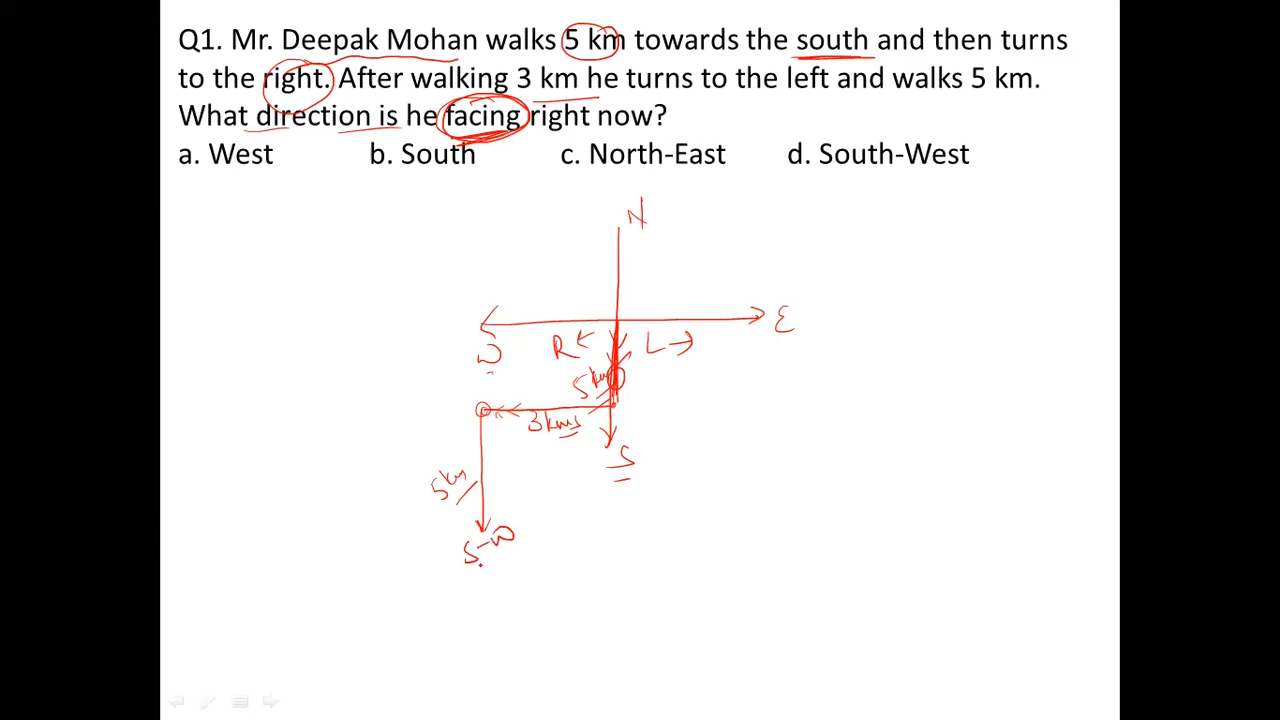 Q1. Mr. Deepak Mohan walks 5 km towards the south and then turns
to the right. After walking 3 km he turns to the left and walks 5 km.
What direction is he facing right now?
a. West b. South c. North-East d. South-West
N
E
W
R L
5km
3kms
S
5km
S-W